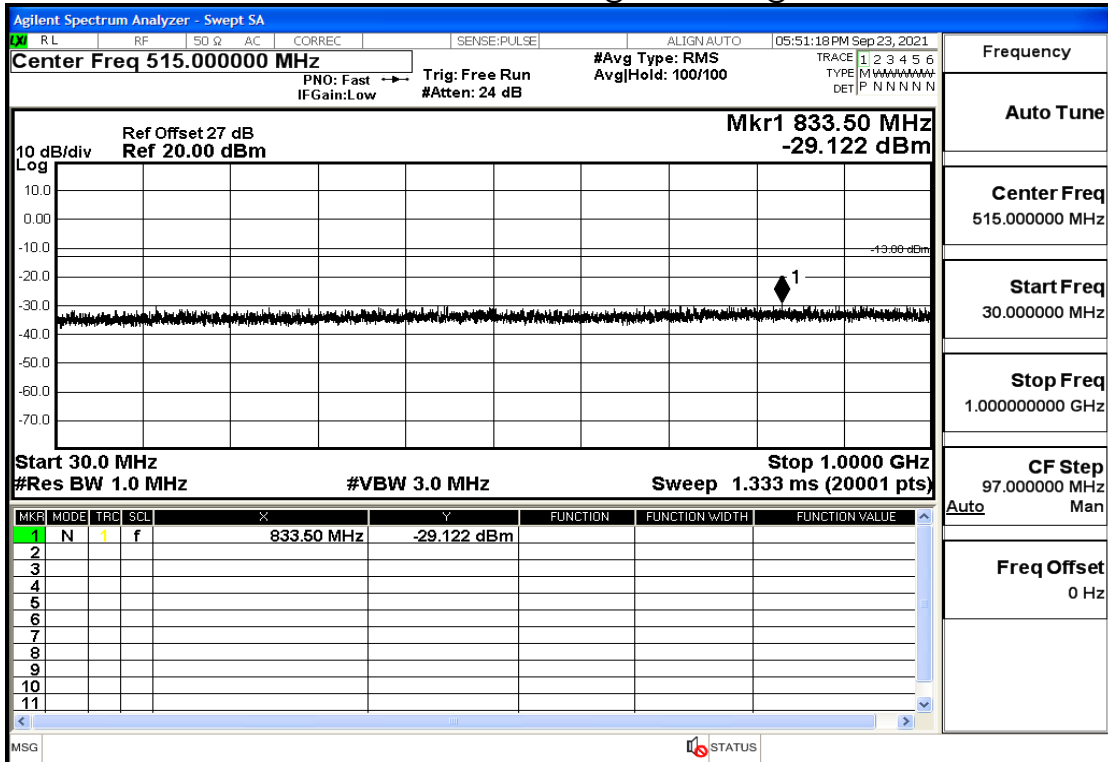 Agilent Spectrum Analyzer - Swept SA
LXI RL RF 50 Ω AC CORREC SENSE:PULSE ALIGN AUTO 05:51:18 PM Sep 23, 2021
Center Freq 515.000000 MHz
PNO: Fast
IFGain:Low
Trig: Free Run
#Atten: 24 dB
#Avg Type: RMS
Avg|Hold: 100/100
TRACE 1 2 3 4 5 6
TYPE M WWWWW
DET P N N N N N
Mkr1 833.50 MHz
-29.122 dBm
Ref Offset 27 dB
10 dB/div Ref 20.00 dBm
Log
10.0
0.00
-10.0
-13.00 dBm
-20.0
1
-30.0
-40.0
-50.0
-60.0
-70.0
Start 30.0 MHz Stop 1.0000 GHz
#Res BW 1.0 MHz #VBW 3.0 MHz Sweep 1.333 ms (20001 pts)
MKR MODE TRC SCL X Y FUNCTION FUNCTION WIDTH FUNCTION VALUE
1 N 1 f 833.50 MHz -29.122 dBm
2
3
4
5
6
7
8
9
10
11
MSG STATUS
Frequency
Auto Tune
Center Freq
515.000000 MHz
Start Freq
30.000000 MHz
Stop Freq
1.000000000 GHz
CF Step
97.000000 MHz
Auto Man
Freq Offset
0 Hz